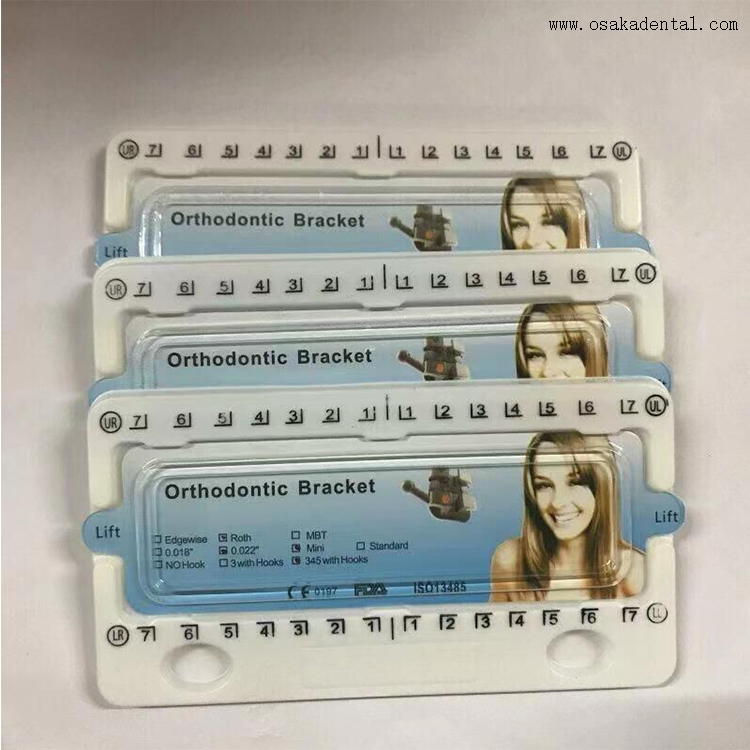 www.osakadental.com
UR 7 6 5 4 3 2 1 1 2 3 4 5 6 7 UL
Orthodontic Bracket
Lift
UR 7 6 5 4 3 2 1 1 2 3 4 5 6 7 UL
Orthodontic Bracket
UR 7 6 5 4 3 2 1 1 2 3 4 5 6 7 UL
Orthodontic Bracket
Lift
Lift
Edgewise Roth MBT
0.018" 0.022" Mini Standard
NO Hook 3 with Hooks 345 with Hooks
CE 0197 FDA ISO13485
LR 7 6 5 4 3 2 1 1 2 3 4 5 6 7 LL